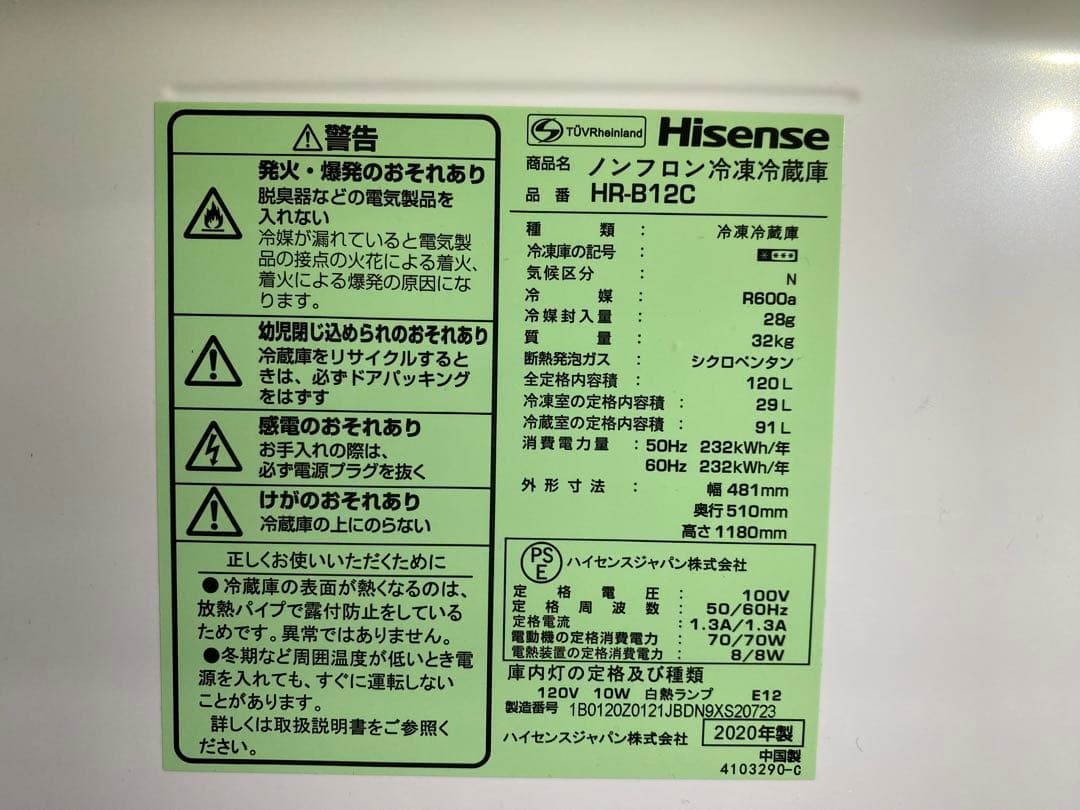 警告
発火・爆発のおそれあり
脱臭器などの電気製品を
入れない
冷媒が漏れていると電気製
品の接点の火花による着火、
着火による爆発の原因にな
ります。
幼児閉じ込められのおそれあり
冷蔵庫をリサイクルすると
きは、必ずドアパッキング
をはずす
感電のおそれあり
お手入れの際は、
必ず電源プラグを抜く
けがのおそれあり
冷蔵庫の上にのらない
正しくお使いいただくために
●冷蔵庫の表面が熱くなるのは、
放熱パイプで露付防止をしている
ためです。異常ではありません。
●冬期など周囲温度が低いとき電
源を入れても、すぐに運転しない
ことがあります。
詳しくは取扱説明書をご参照く
ださい。
TÜVRheinland Hisense
商品名 ノンフロン冷凍冷蔵庫
品番 HR-B12C
種類 : 冷凍冷蔵庫
冷凍庫の記号 :
気候区分 : N
冷媒 : R600a
冷媒封入量 : 28g
質量 : 32kg
断熱発泡ガス : シクロペンタン
全定格内容積 : 120L
冷凍室の定格内容積 : 29L
冷蔵室の定格内容積 : 91L
消費電力量 : 50Hz 232kWh/年
60Hz 232kWh/年
外形寸法 : 幅 481mm
奥行 510mm
高さ 1180mm
PSE ハイセンスジャパン株式会社
定格電圧 : 100V
定格周波数 : 50/60Hz
定格電流 : 1.3A/1.3A
電動機の定格消費電力 : 70/70W
電熱装置の定格消費電力 : 8/8W
庫内灯の定格及び種類
120V 10W 白熱ランプ E12
製造番号 1B0120Z0121JBDN9XS20723
ハイセンスジャパン株式会社 2020年製
中国製
4103290-C